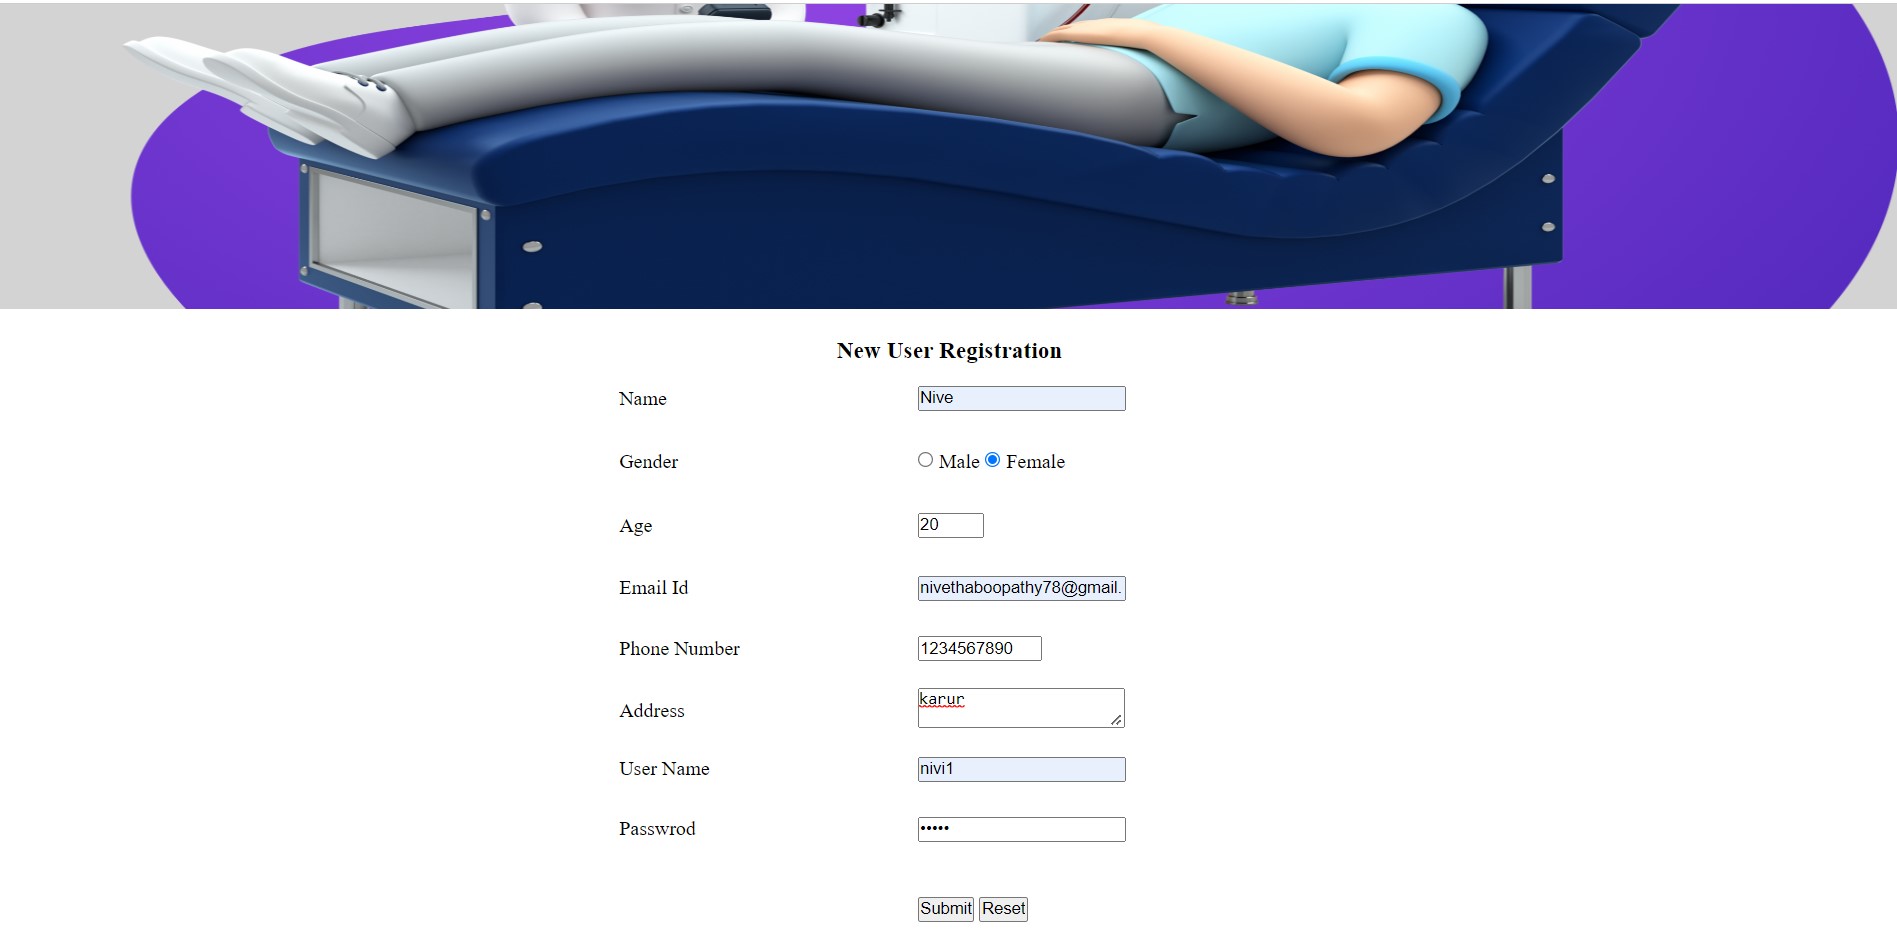 New User Registration
Name Nive
Gender Male Female
Age 20
Email Id nivethaboopathy78@gmail.
Phone Number 1234567890
Address karur
User Name nivi1
Passwrod •••••
Submit Reset